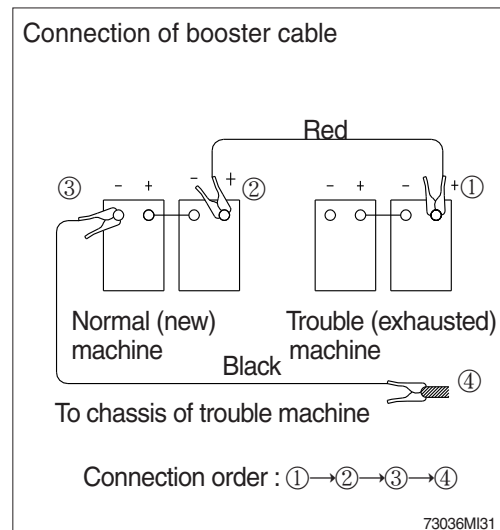 Connection of booster cable
Red
③ - + - + ② - + - + ①
Normal (new)
machine
Trouble (exhausted)
machine
Black
④
To chassis of trouble machine
Connection order : ①→②→③→④
73036MI31